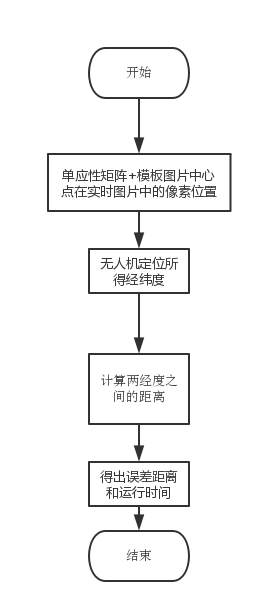 开始
单应性矩阵+模板图片中心
点在实时图片中的像素位置
无人机定位所
得经纬度
计算两经度之
间的距离
得出误差距离
和运行时间
结束